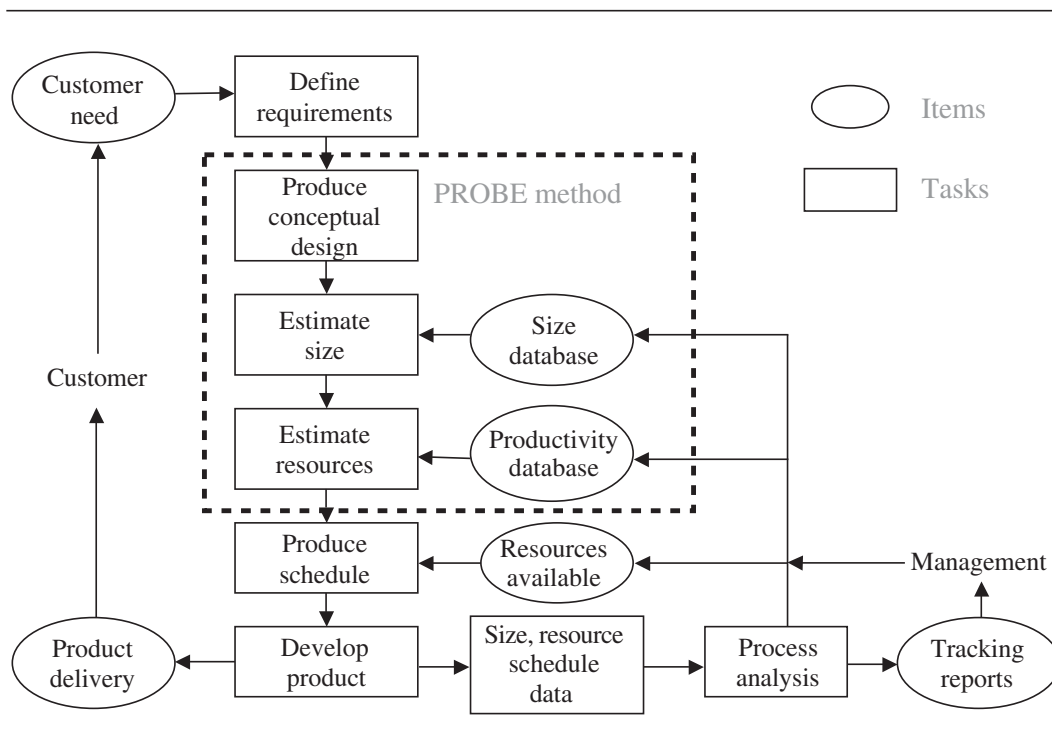 Customer
need
Define
requirements
Items
Produce
conceptual
design
PROBE method
Tasks
Estimate
size
Size
database
Customer
Estimate
resources
Productivity
database
Produce
schedule
Resources
available
Management
Product
delivery
Develop
product
Size, resource
schedule
data
Process
analysis
Tracking
reports